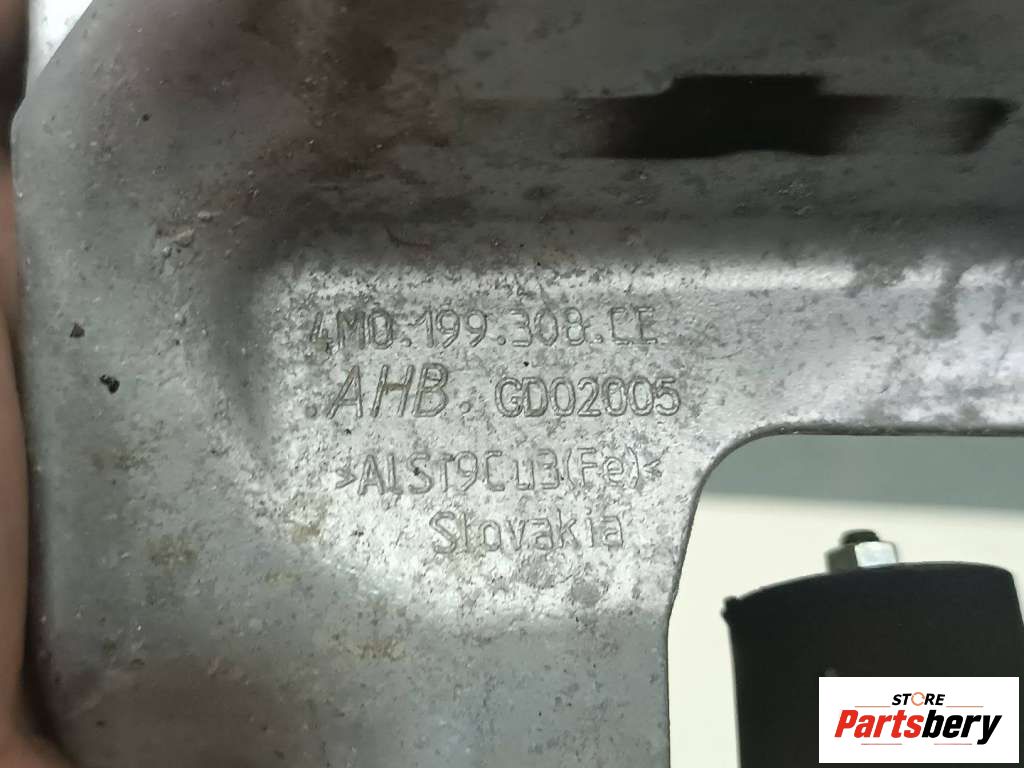 4M0.199.308.CE
.AHB. GD02005
>AlSi9Cu3(Fe)<
Slovakia
STORE
Partsbery